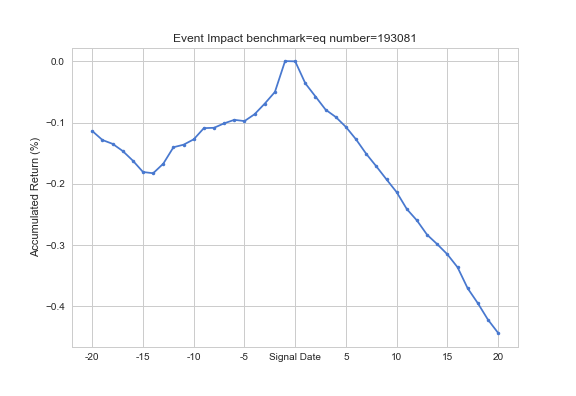 Event Impact benchmark=eq number=193081
0.0
−0.1
−0.2
−0.3
−0.4
Accumulated Return (%)
-20 -15 -10 -5 Signal Date 5 10 15 20